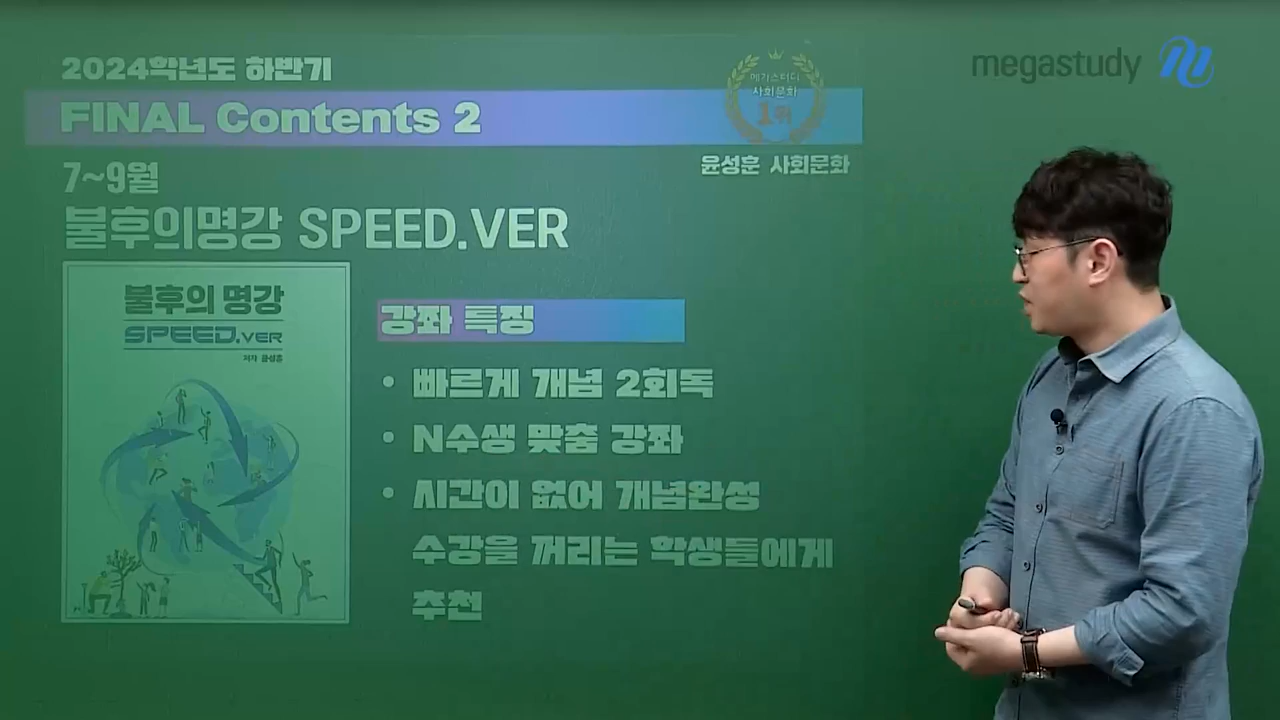 2024학년도 하반기
FINAL Contents 2
메가스터디
사회문화
1위
윤성훈 사회문화
megastudy
7~9월
불후의명강 SPEED.VER
불후의 명강
SPEED.VER
저자 윤성훈
강좌 특징
• 빠르게 개념 2회독
• N수생 맞춤 강좌
• 시간이 없어 개념완성
수강을 꺼리는 학생들에게
추천